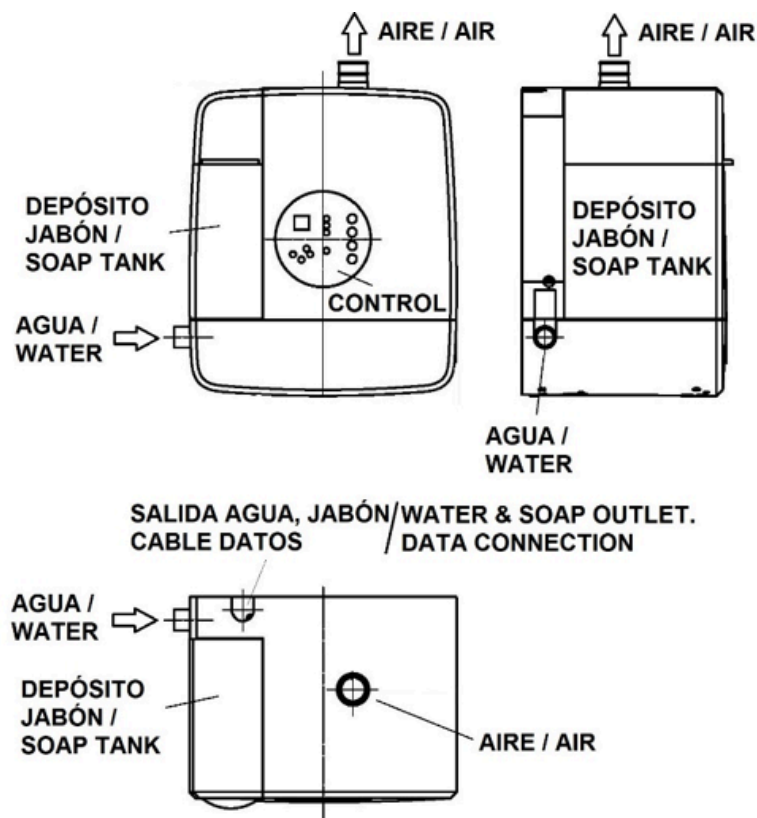 AIRE / AIR
AIRE / AIR
DEPÓSITO
JABÓN /
SOAP TANK
CONTROL
AGUA /
WATER
DEPÓSITO
JABÓN /
SOAP TANK
AGUA /
WATER
SALIDA AGUA, JABÓN/WATER & SOAP OUTLET.
CABLE DATOS / DATA CONNECTION
AGUA /
WATER
DEPÓSITO
JABÓN /
SOAP TANK
AIRE / AIR